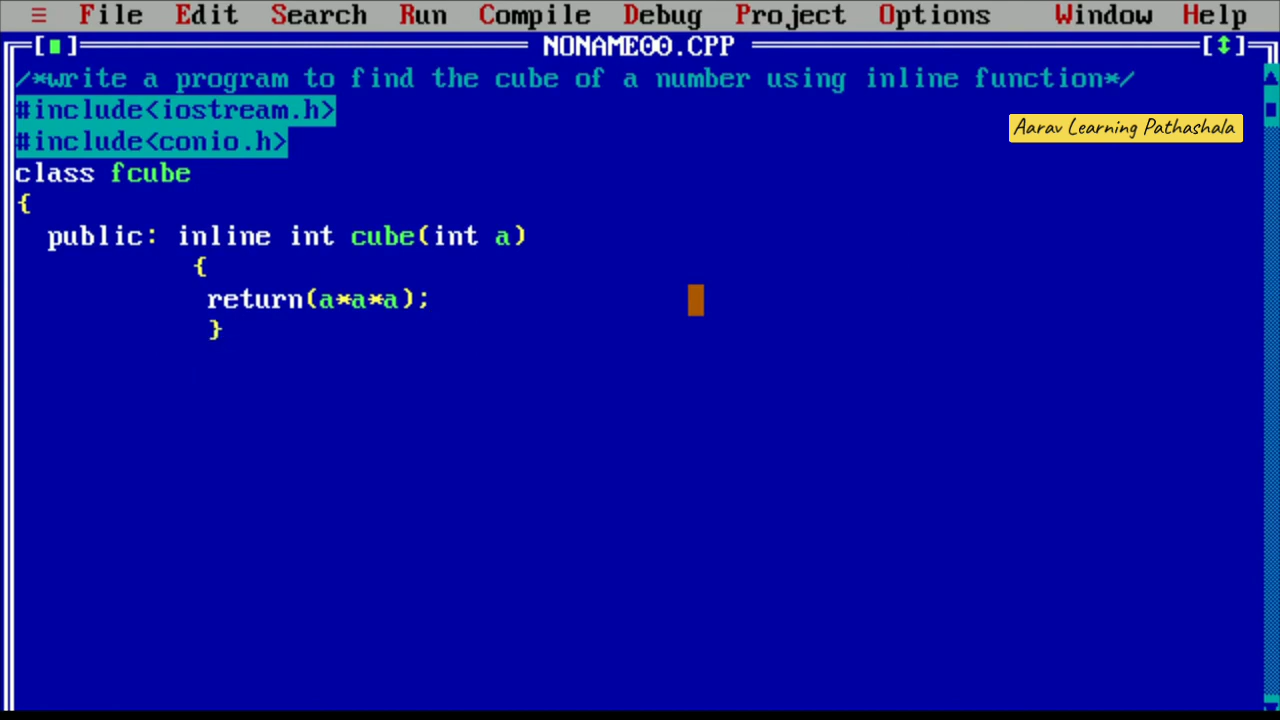 ≡ File Edit Search Run Compile Debug Project Options Window Help
[■] NONAME00.CPP [↕]
/*write a program to find the cube of a number using inline function*/
#include<iostream.h>
Aarav Learning Pathashala
#include<conio.h>
class fcube
{
public: inline int cube(int a)
{
return(a*a*a);
}